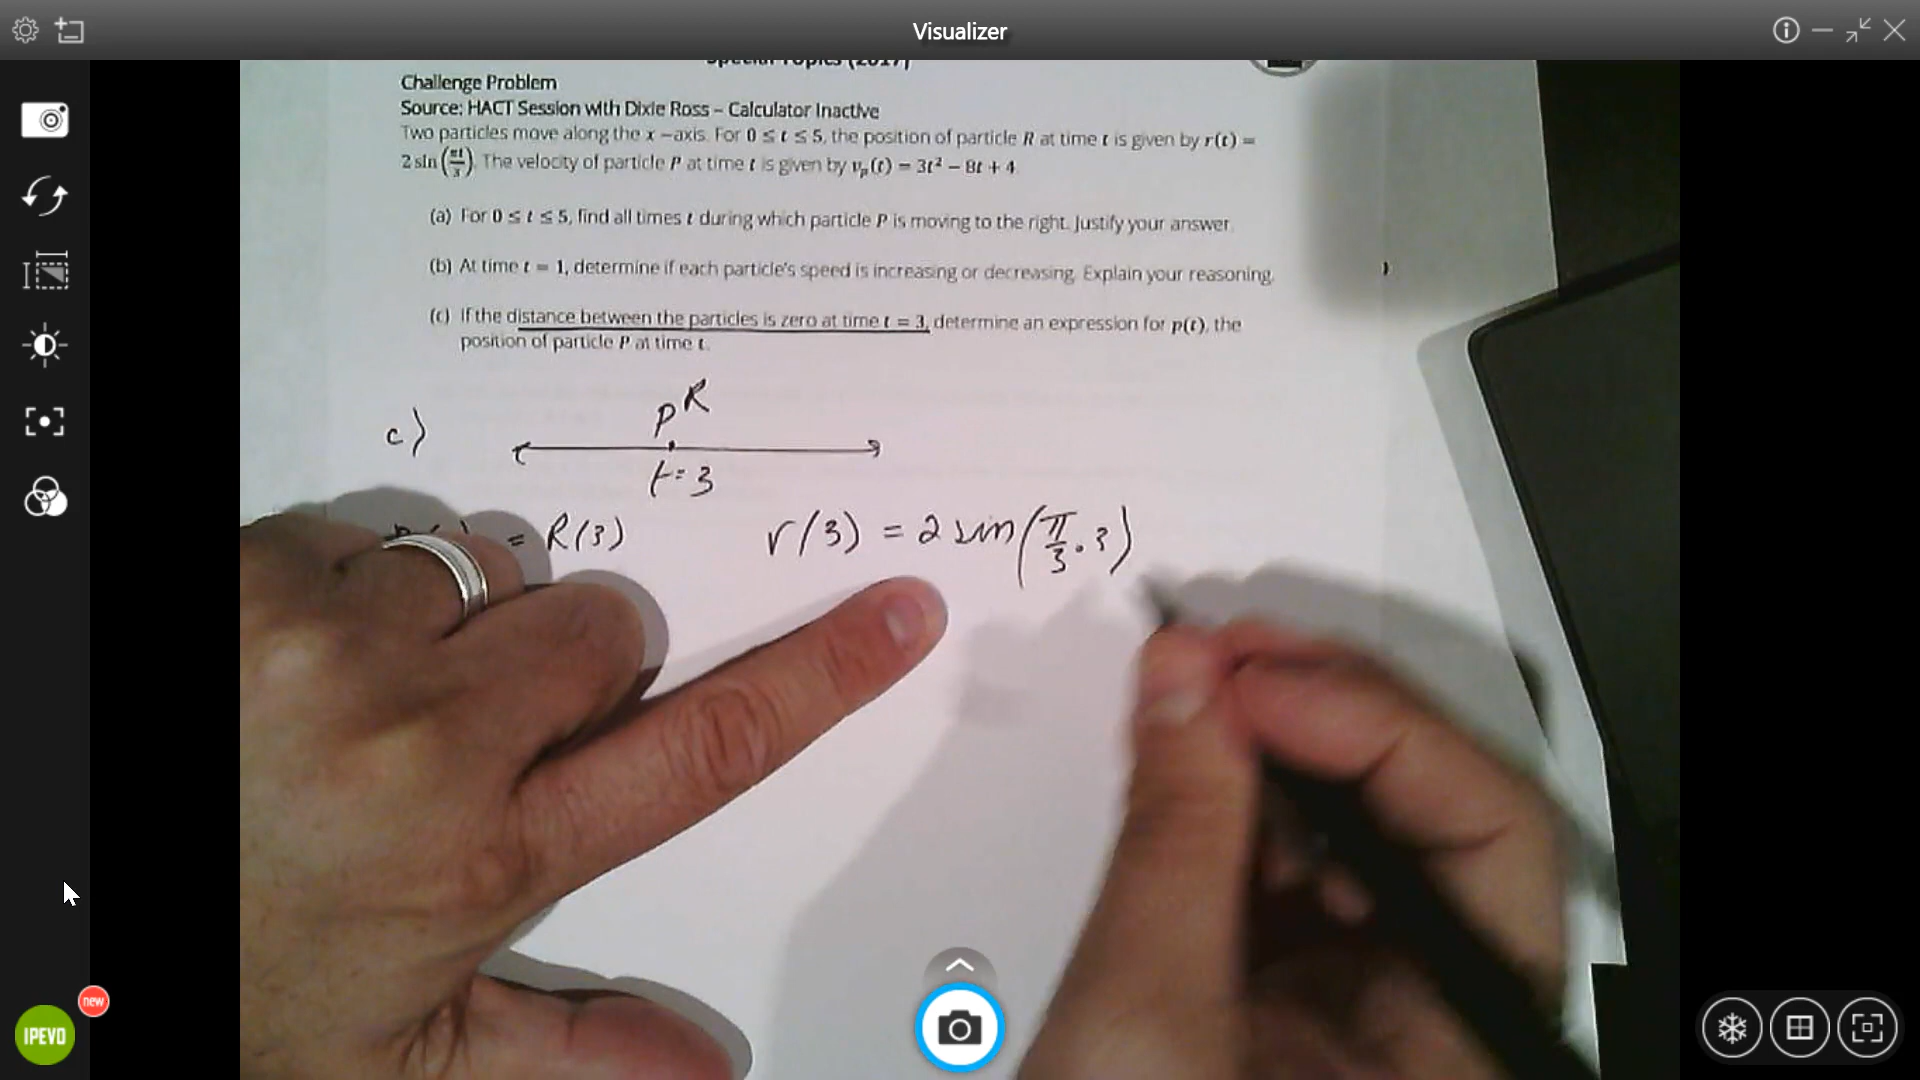 Visualizer
Special Topics (2017)
Challenge Problem
Source: HACT Session with Dixie Ross – Calculator Inactive
Two particles move along the x –axis. For 0 ≤ t ≤ 5, the position of particle R at time t is given by r(t) =
2 sin(πt/3). The velocity of particle P at time t is given by vₚ(t) = 3t² – 8t + 4
(a) For 0 ≤ t ≤ 5, find all times t during which particle P is moving to the right. Justify your answer.
(b) At time t = 1, determine if each particle's speed is increasing or decreasing. Explain your reasoning.
(c) If the distance between the particles is zero at time t = 3, determine an expression for p(t), the
position of particle P at time t.
c) P R
t = 3
= R(3) r(3) = 2 sin(π/3 · 3)
new
IPEVO